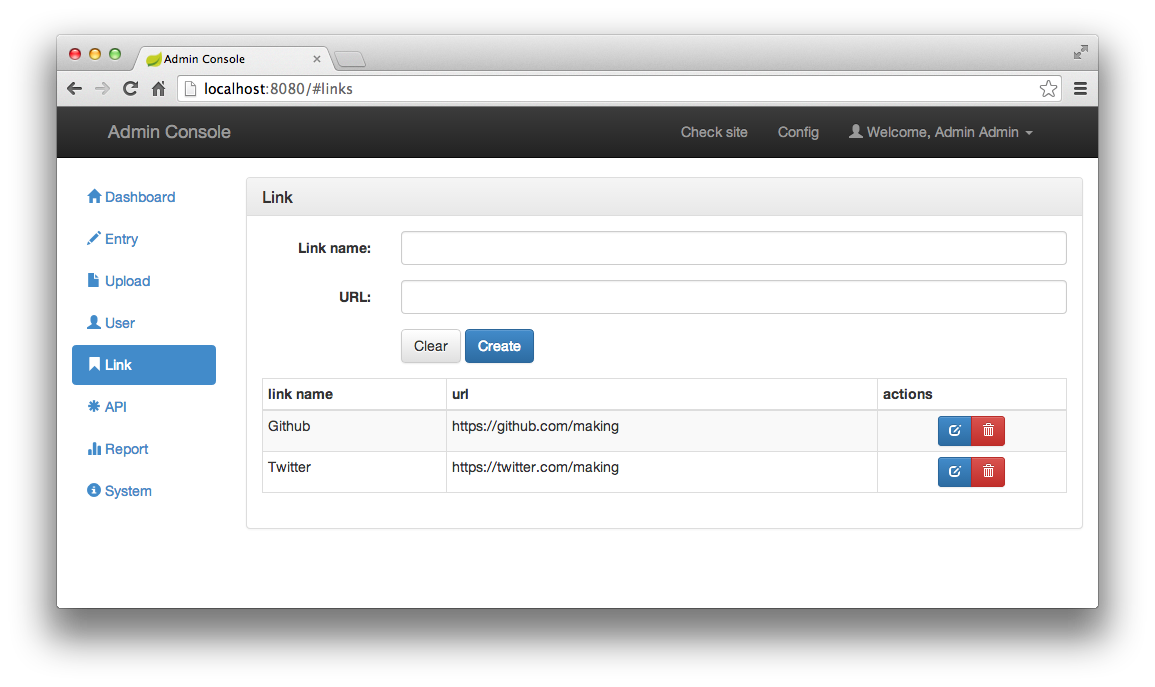 Admin Console
localhost:8080/#links
Admin Console Check site Config Welcome, Admin Admin
Dashboard
Entry
Upload
User
Link
API
Report
System
Link
Link name:
URL:
Clear Create
link name url actions
Github https://github.com/making
Twitter https://twitter.com/making